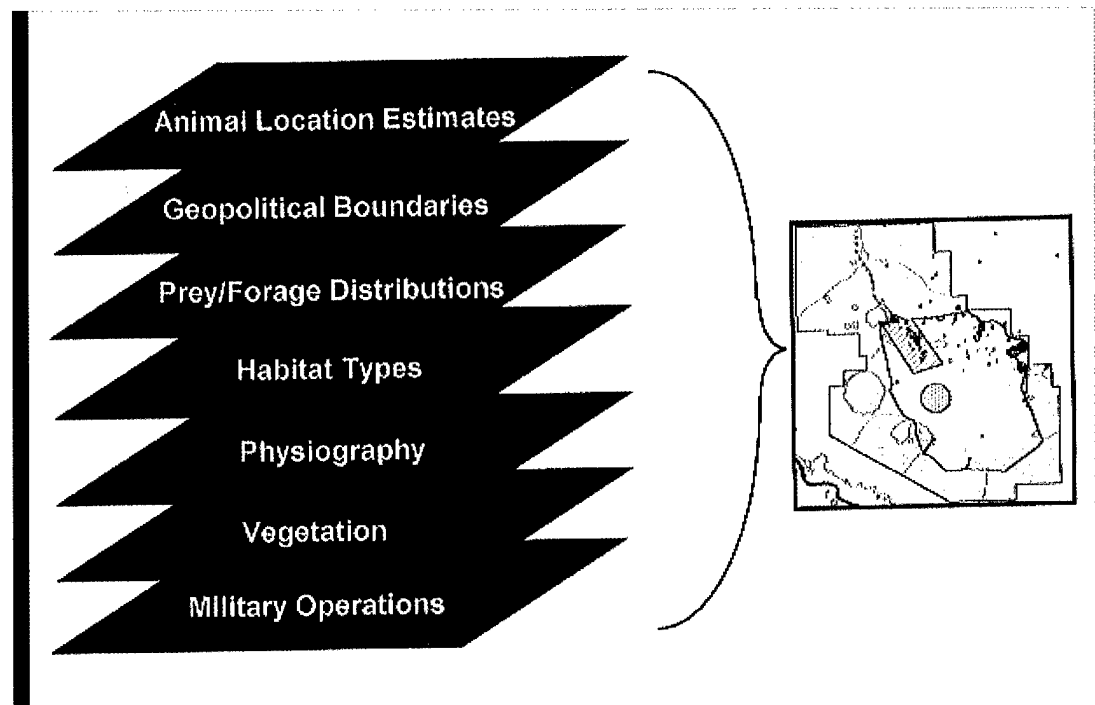 Animal Location Estimates
Geopolitical Boundaries
Prey/Forage Distributions
Habitat Types
Physiography
Vegetation
Military Operations